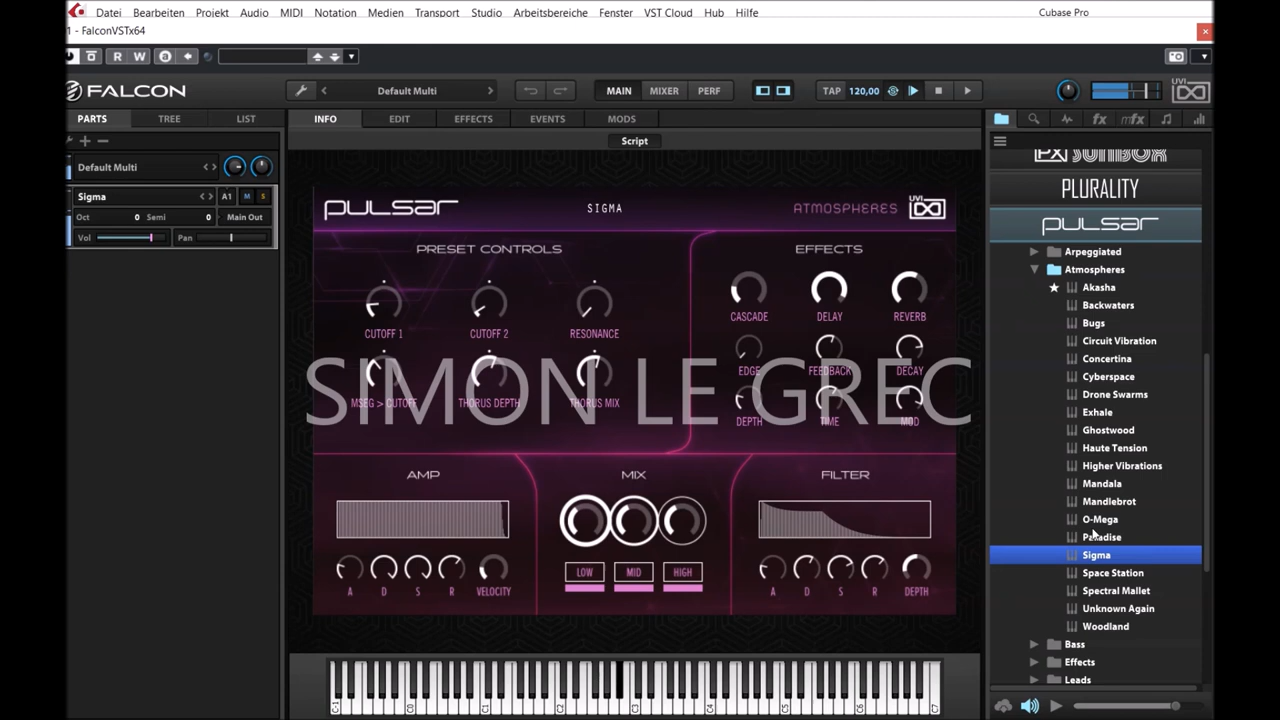 Datei Bearbeiten Projekt Audio MIDI Notation Medien Transport Studio Arbeitsbereiche Fenster VST Cloud Hub Hilfe Cubase Pro
1 - FalconVSTx64
R W a
FALCON Default Multi MAIN MIXER PERF TAP 120,00 UVI
PARTS TREE LIST INFO EDIT EFFECTS EVENTS MODS fx mfx
Script
PLURALITY
pulsar
Default Multi
Sigma A1 M S
Oct 0 Semi 0 Main Out
Vol Pan
pulsar SIGMA ATMOSPHERES UVI
PRESET CONTROLS EFFECTS
CUTOFF 1 CUTOFF 2 RESONANCE
CASCADE DELAY REVERB
EDGE FEEDBACK DECAY
SIMON LE GREC
MSEG > CUTOFF THORUS DEPTH THORUS MIX
DEPTH TIME MOD
AMP MIX FILTER
LOW MID HIGH
A D S R VELOCITY A D S R DEPTH
Arpeggiated
Atmospheres
Akasha
Backwaters
Bugs
Circuit Vibration
Concertina
Cyberspace
Drone Swarms
Exhale
Ghostwood
Haute Tension
Higher Vibrations
Mandala
Mandlebrot
O-Mega
Paradise
Sigma
Space Station
Spectral Mallet
Unknown Again
Woodland
Bass
Effects
Leads